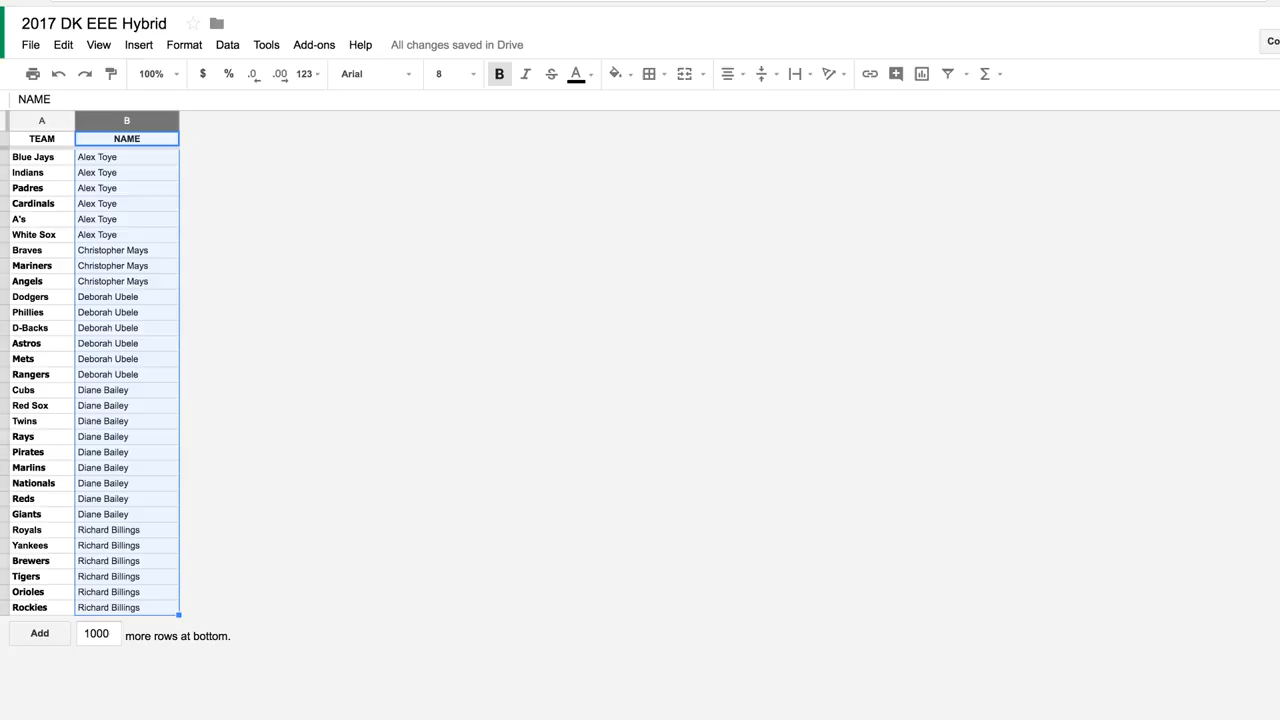 2017 DK EEE Hybrid
File Edit View Insert Format Data Tools Add-ons Help All changes saved in Drive
100% $ % .0 .00 123 Arial 8 B I S A Σ
NAME
A B
TEAM NAME
Blue Jays Alex Toye
Indians Alex Toye
Padres Alex Toye
Cardinals Alex Toye
A's Alex Toye
White Sox Alex Toye
Braves Christopher Mays
Mariners Christopher Mays
Angels Christopher Mays
Dodgers Deborah Ubele
Phillies Deborah Ubele
D-Backs Deborah Ubele
Astros Deborah Ubele
Mets Deborah Ubele
Rangers Deborah Ubele
Cubs Diane Bailey
Red Sox Diane Bailey
Twins Diane Bailey
Rays Diane Bailey
Pirates Diane Bailey
Marlins Diane Bailey
Nationals Diane Bailey
Reds Diane Bailey
Giants Diane Bailey
Royals Richard Billings
Yankees Richard Billings
Brewers Richard Billings
Tigers Richard Billings
Orioles Richard Billings
Rockies Richard Billings
Add 1000 more rows at bottom.